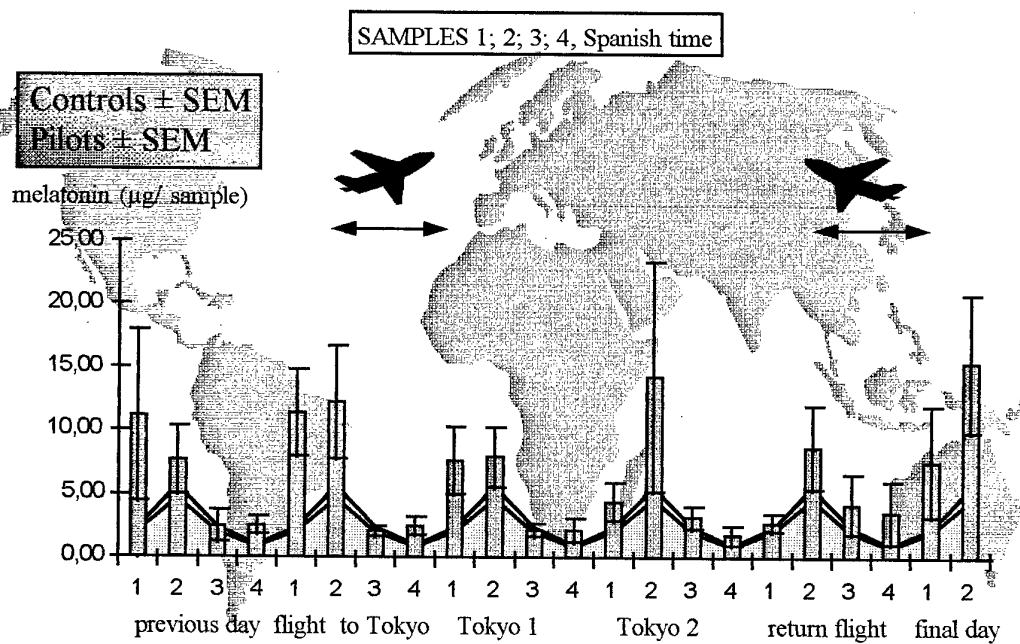 SAMPLES 1; 2; 3; 4, Spanish time
Controls ± SEM
Pilots ± SEM
melatonin (µg/ sample)
25,00
20,00
15,00
10,00
5,00
0,00
1 2 3 4 1 2 3 4 1 2 3 4 1 2 3 4 1 2 3 4 1 2
previous day flight to Tokyo Tokyo 1 Tokyo 2 return flight final day